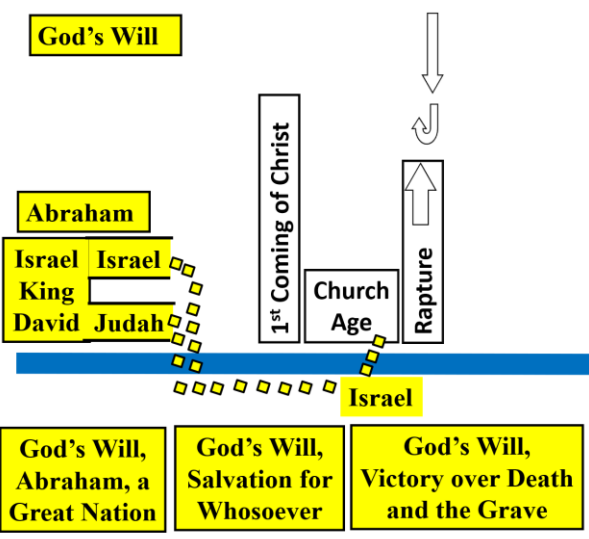 God's Will
Abraham
Israel Israel
King
David Judah
1st Coming of Christ
Church
Age
Rapture
Israel
God's Will,
Abraham, a
Great Nation
God's Will,
Salvation for
Whosoever
God's Will,
Victory over Death
and the Grave